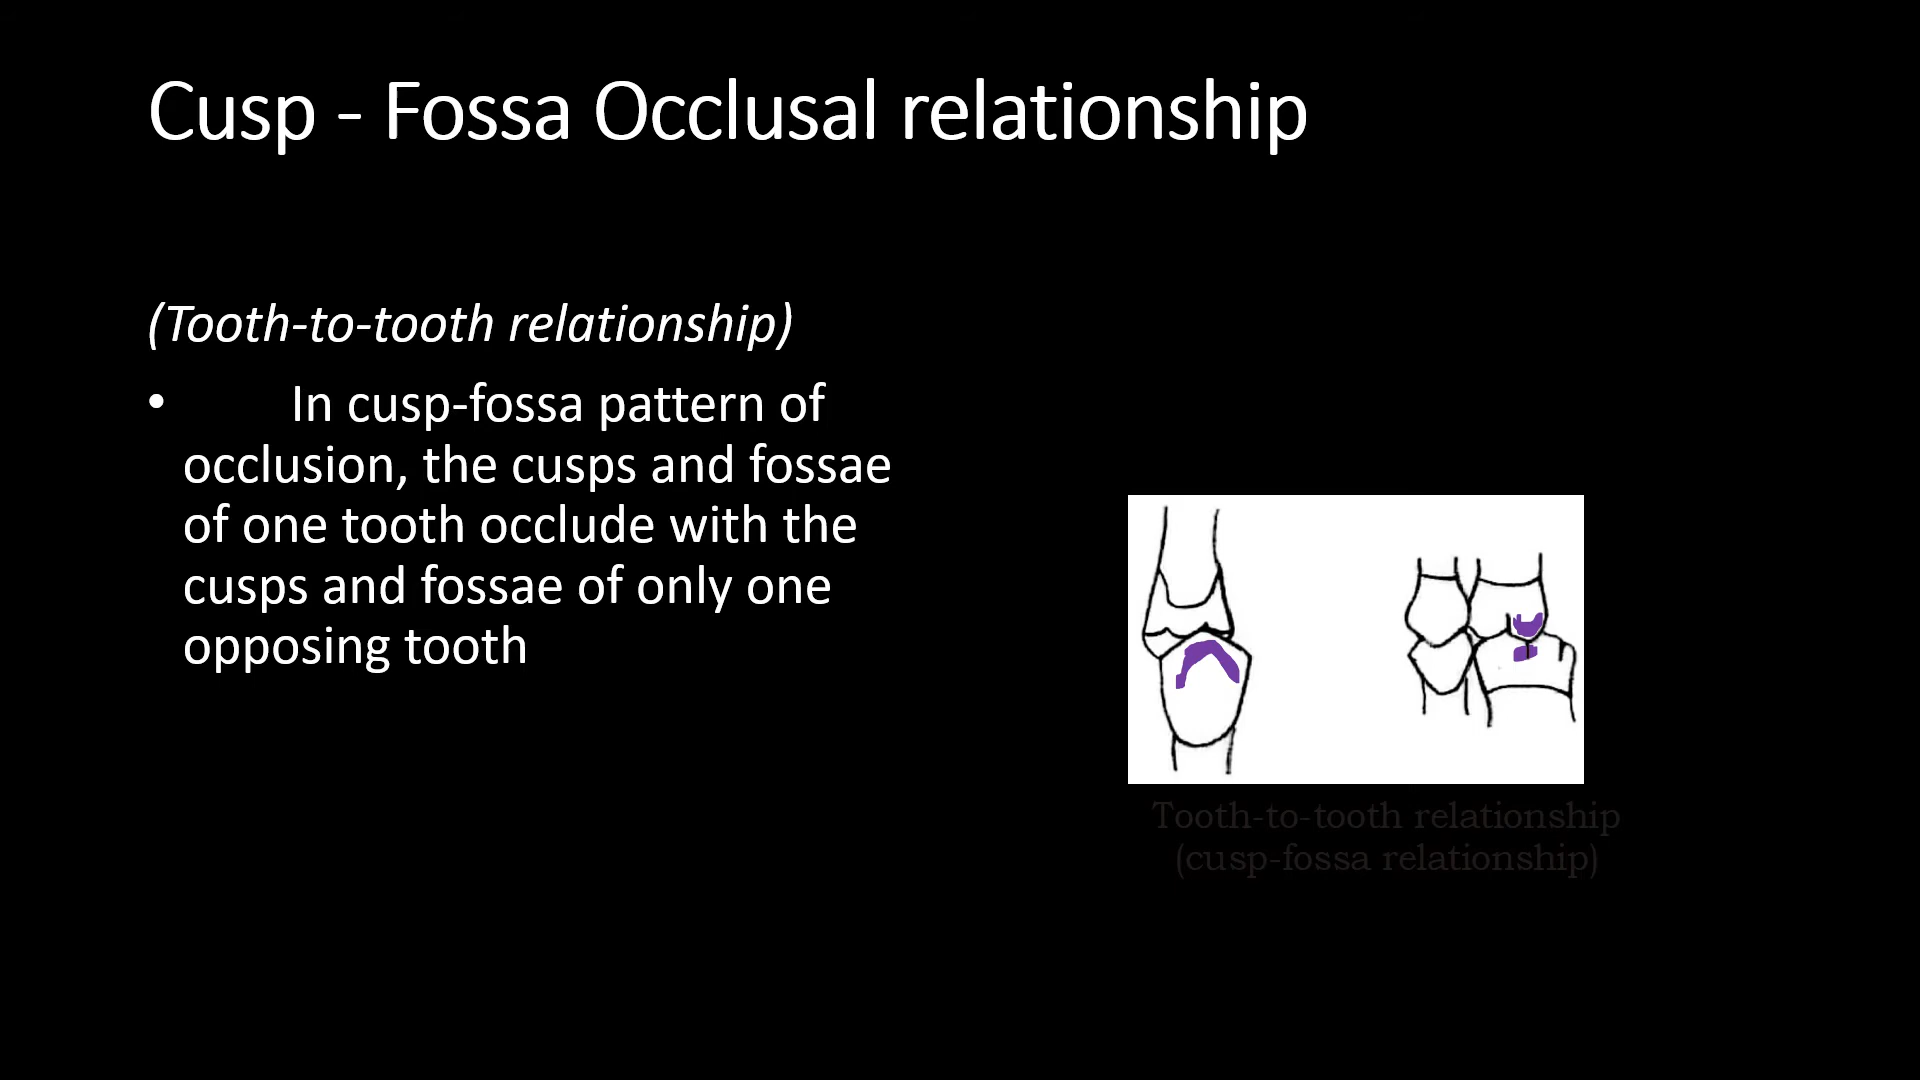 Cusp - Fossa Occlusal relationship
(Tooth-to-tooth relationship)
• In cusp-fossa pattern of
occlusion, the cusps and fossae
of one tooth occlude with the
cusps and fossae of only one
opposing tooth
Tooth-to-tooth relationship
(cusp-fossa relationship)